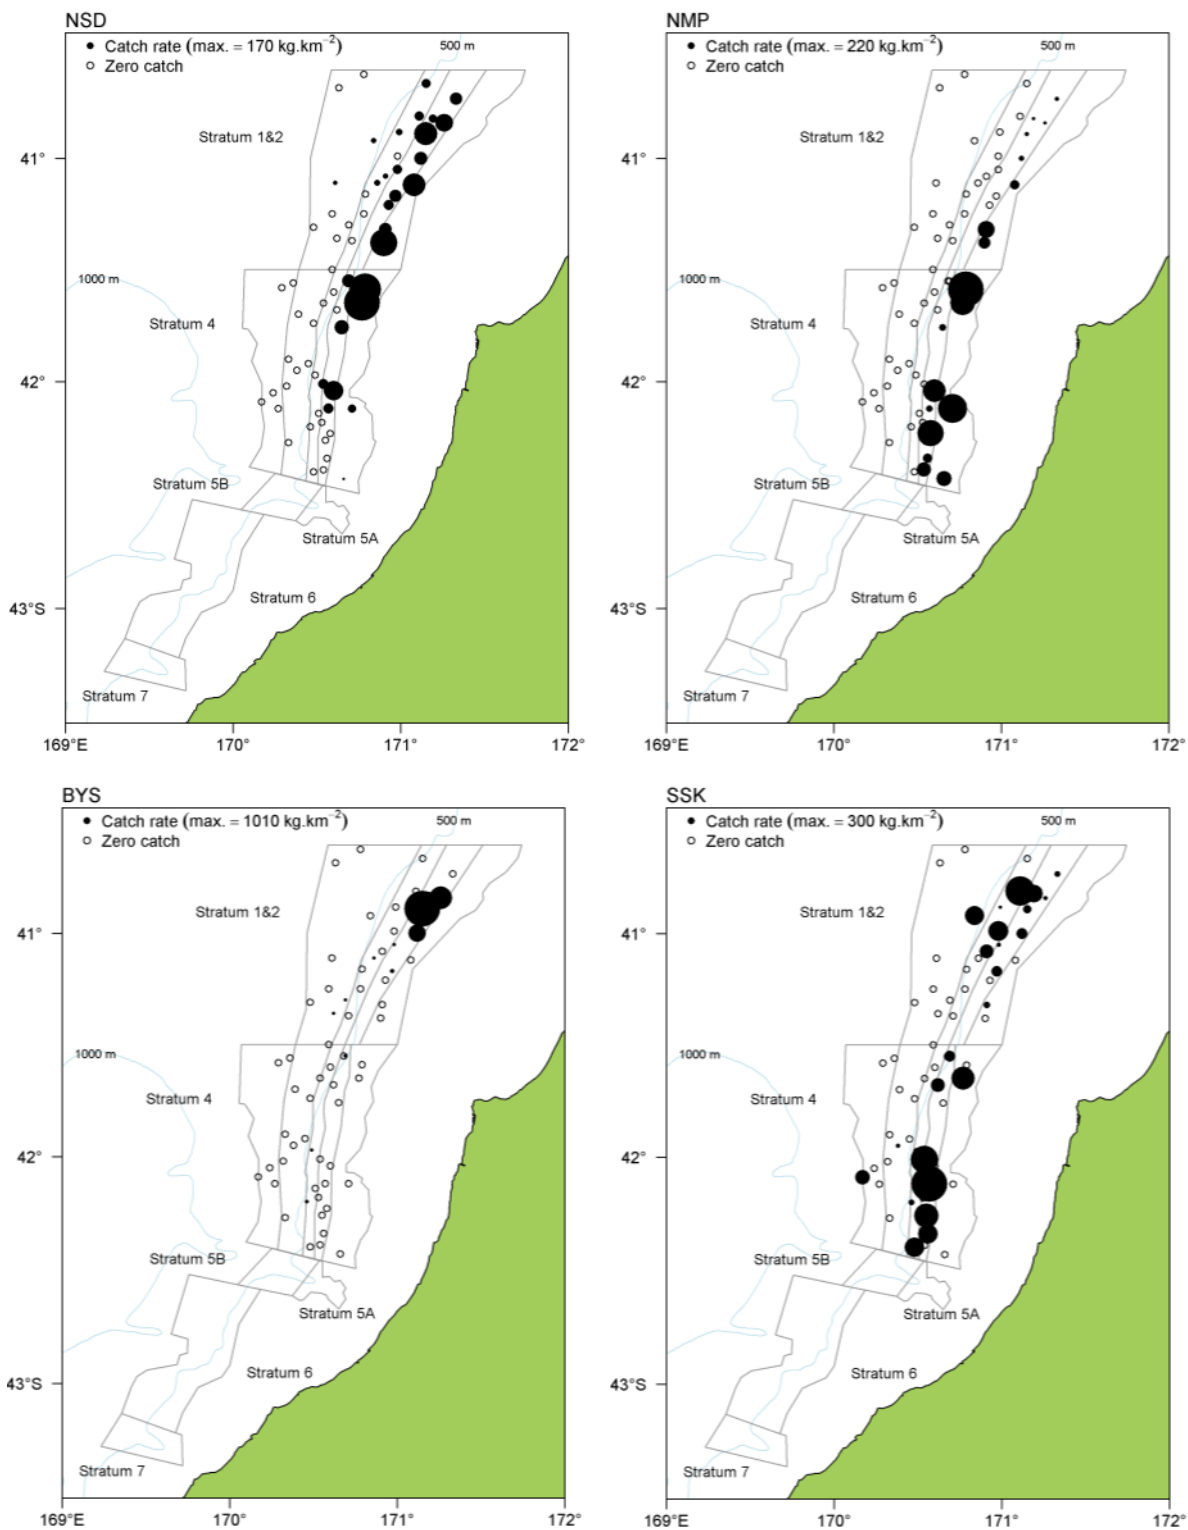 NSD
Catch rate (max. = 170 kg.km⁻²)
500 m
Zero catch
Stratum 1&2
41°
1000 m
Stratum 4
42°
Stratum 5B
Stratum 5A
Stratum 6
43°S
Stratum 7
169°E
170°
171°
172°
NMP
Catch rate (max. = 220 kg.km⁻²)
500 m
Zero catch
Stratum 1&2
41°
1000 m
Stratum 4
42°
Stratum 5B
Stratum 5A
Stratum 6
43°S
Stratum 7
169°E
170°
171°
172°
BYS
Catch rate (max. = 1010 kg.km⁻²)
500 m
Zero catch
Stratum 1&2
41°
1000 m
Stratum 4
42°
Stratum 5B
Stratum 5A
Stratum 6
43°S
Stratum 7
169°E
170°
171°
172°
SSK
Catch rate (max. = 300 kg.km⁻²)
500 m
Zero catch
Stratum 1&2
41°
1000 m
Stratum 4
42°
Stratum 5B
Stratum 5A
Stratum 6
43°S
Stratum 7
169°E
170°
171°
172°